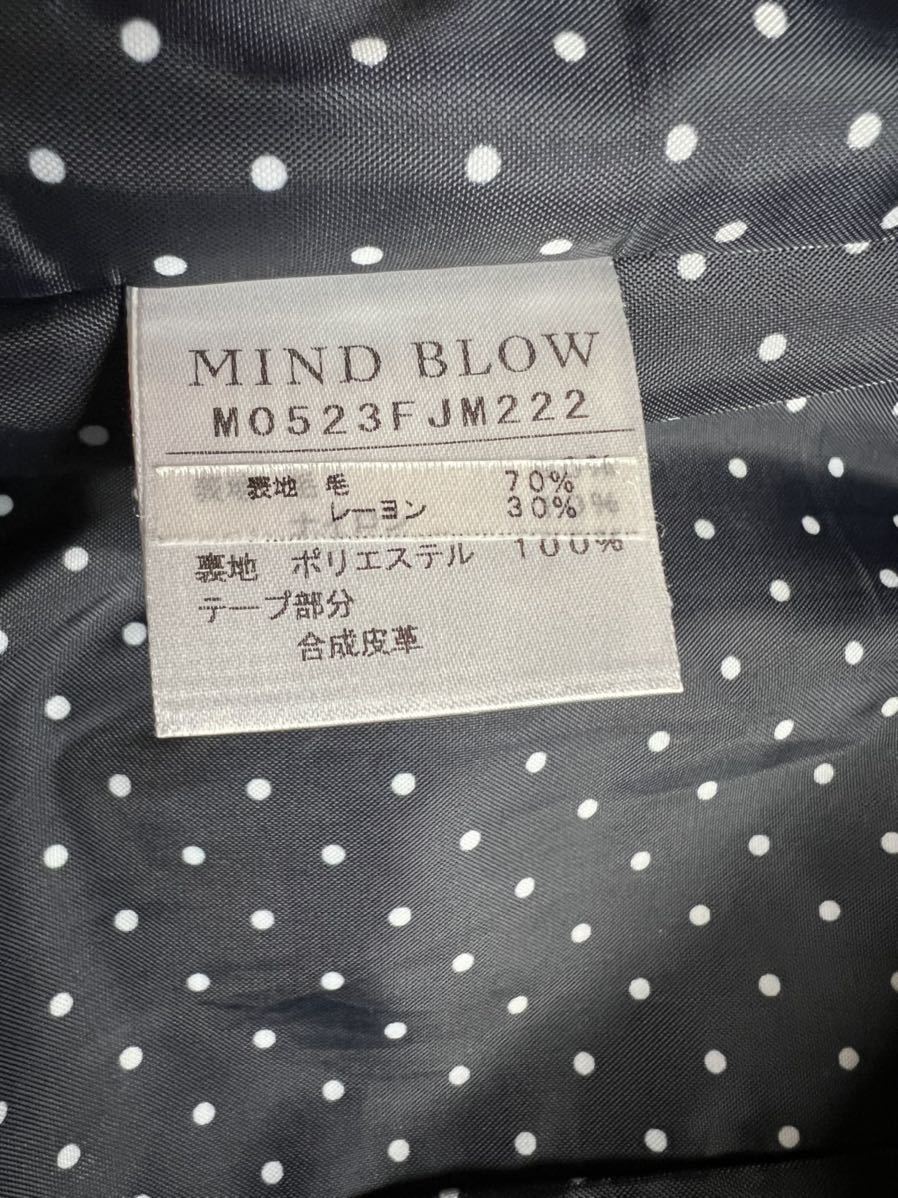 MIND BLOW
M0523FJM222
表地 毛 70%
レーヨン 30%
裏地 ポリエステル 100%
テープ部分
合成皮革